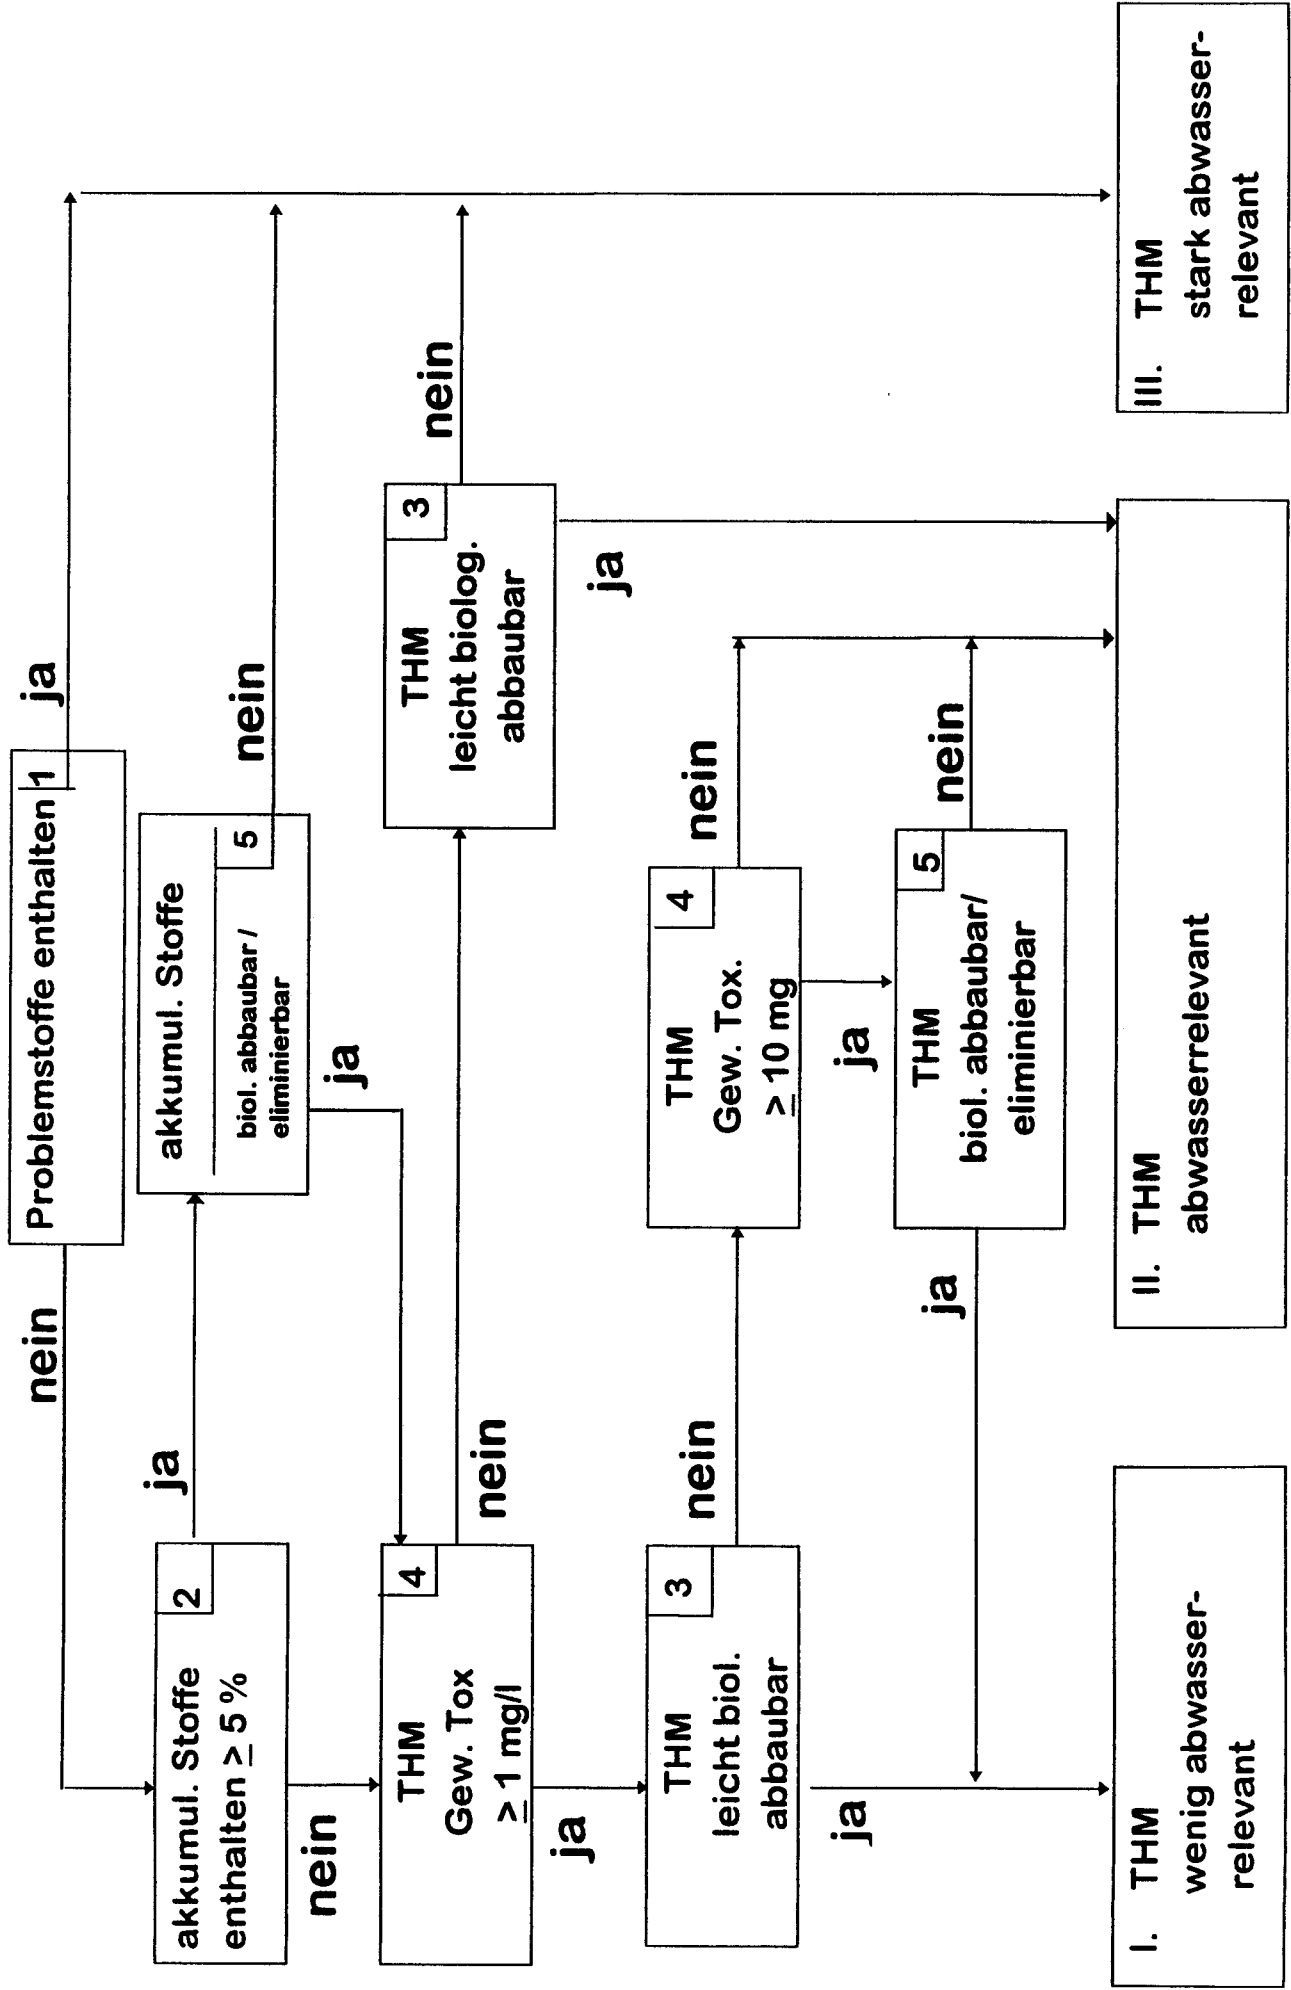 Problemstoffe enthalten 1
nein
ja
akkumul. Stoffe
enthalten ≥ 5 %
2
ja
akkumul. Stoffe
biol. abbaubar /
eliminierbar
5
nein
nein
ja
THM
Gew. Tox
≥ 1 mg/l
4
nein
THM
leicht biolog.
abbaubar
3
nein
ja
ja
THM
leicht biol.
abbaubar
3
nein
THM
Gew. Tox.
≥ 10 mg
4
nein
ja
ja
THM
biol. abbaubar/
eliminierbar
5
nein
ja
I. THM
wenig abwasser-
relevant
II. THM
abwasserrelevant
III. THM
stark abwasser-
relevant